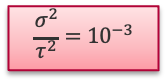 σ²/τ² = 10⁻³